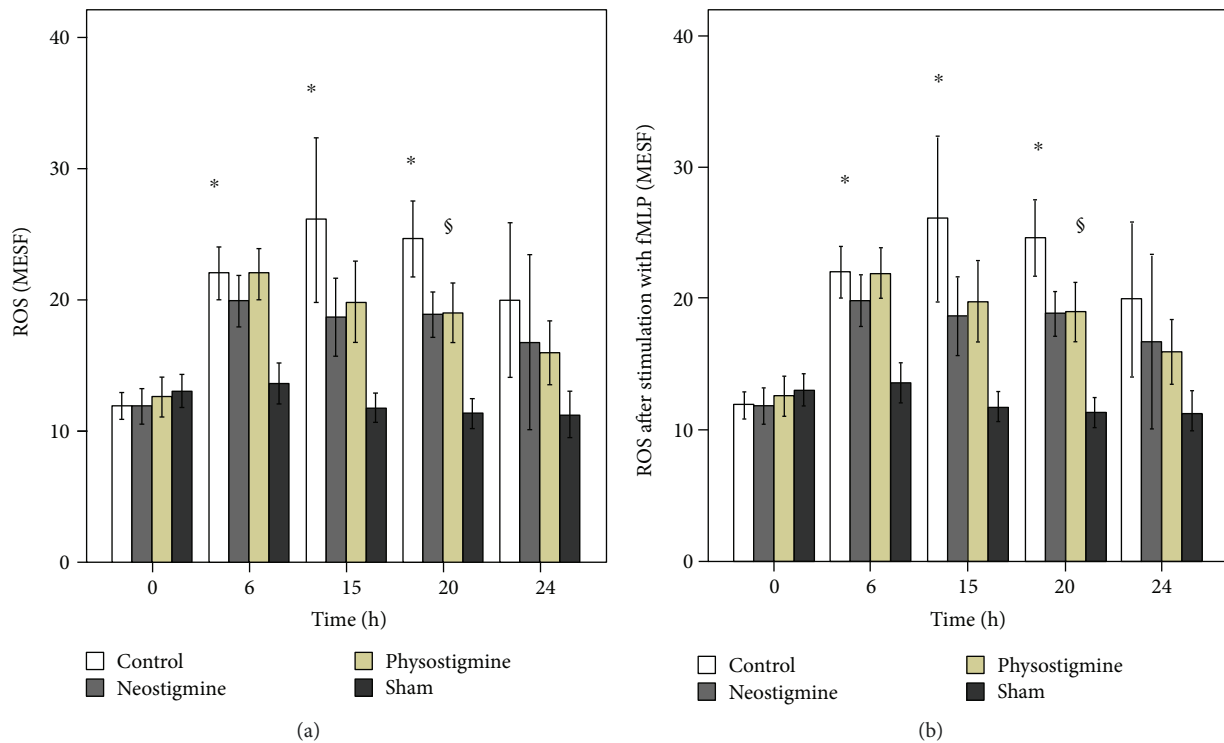 ROS (MESF)
40
30
20
10
0
*
*
*
§
0 6 15 20 24
Time (h)
Control
Physostigmine
Neostigmine
Sham
(a)
ROS after stimulation with fMLP (MESF)
40
30
20
10
0
*
*
*
§
0 6 15 20 24
Time (h)
Control
Physostigmine
Neostigmine
Sham
(b)